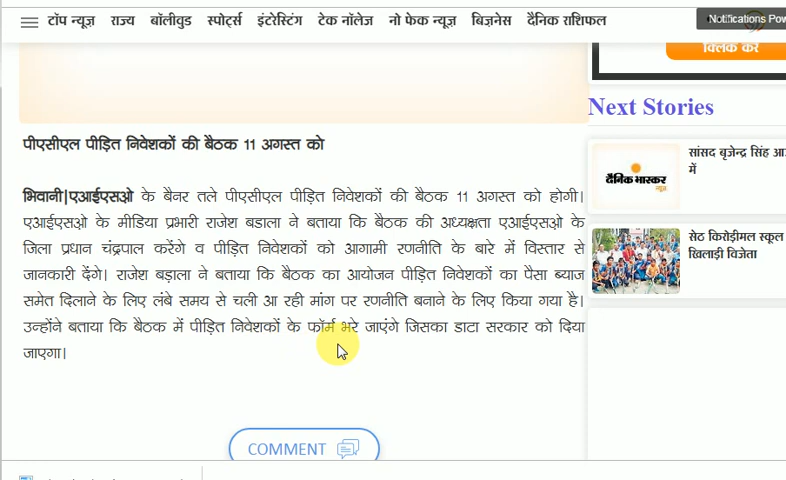 टॉप न्यूज़ राज्य बॉलीवुड स्पोर्ट्स इंटरेस्टिंग टेक नॉलेज नो फेक न्यूज़ बिज़नेस दैनिक राशिफल
Notifications Pow
क्लिक करें
Next Stories
पीएसीएल पीड़ित निवेशकों की बैठक 11 अगस्त को
भिवानी|एआईएसओ के बैनर तले पीएसीएल पीड़ित निवेशकों की बैठक 11 अगस्त को होगी।
एआईएसओ के मीडिया प्रभारी राजेश बडाला ने बताया कि बैठक की अध्यक्षता एआईएसओ के
जिला प्रधान चंद्रपाल करेंगे व पीड़ित निवेशकों को आगामी रणनीति के बारे में विस्तार से
जानकारी देंगे। राजेश बड़ाला ने बताया कि बैठक का आयोजन पीड़ित निवेशकों का पैसा ब्याज
समेत दिलाने के लिए लंबे समय से चली आ रही मांग पर रणनीति बनाने के लिए किया गया है।
उन्होंने बताया कि बैठक में पीड़ित निवेशकों के फॉर्म भरे जाएंगे जिसका डाटा सरकार को दिया
जाएगा।
COMMENT
दैनिक भास्कर
न्यूज़
सांसद बृजेन्द्र सिंह आ
में
सेठ किरोड़ीमल स्कूल
खिलाड़ी विजेता